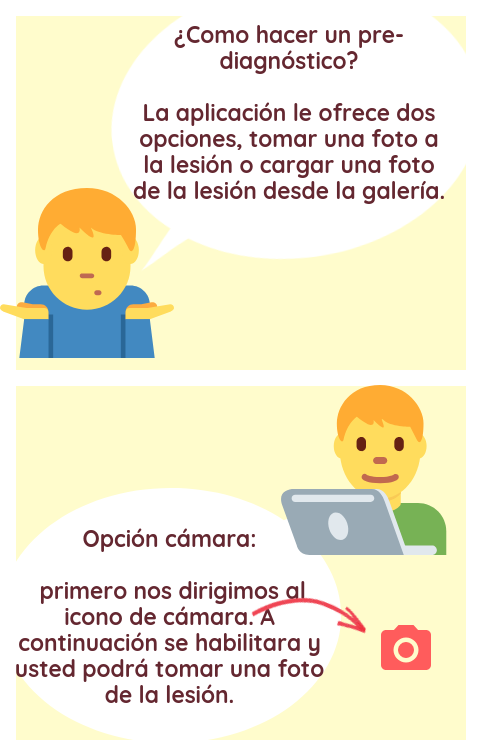 ¿Como hacer un pre-
diagnóstico?
La aplicación le ofrece dos
opciones, tomar una foto a
la lesión o cargar una foto
de la lesión desde la galería.
Opción cámara:
primero nos dirigimos al
icono de cámara. A
continuación se habilitara y
usted podrá tomar una foto
de la lesión.